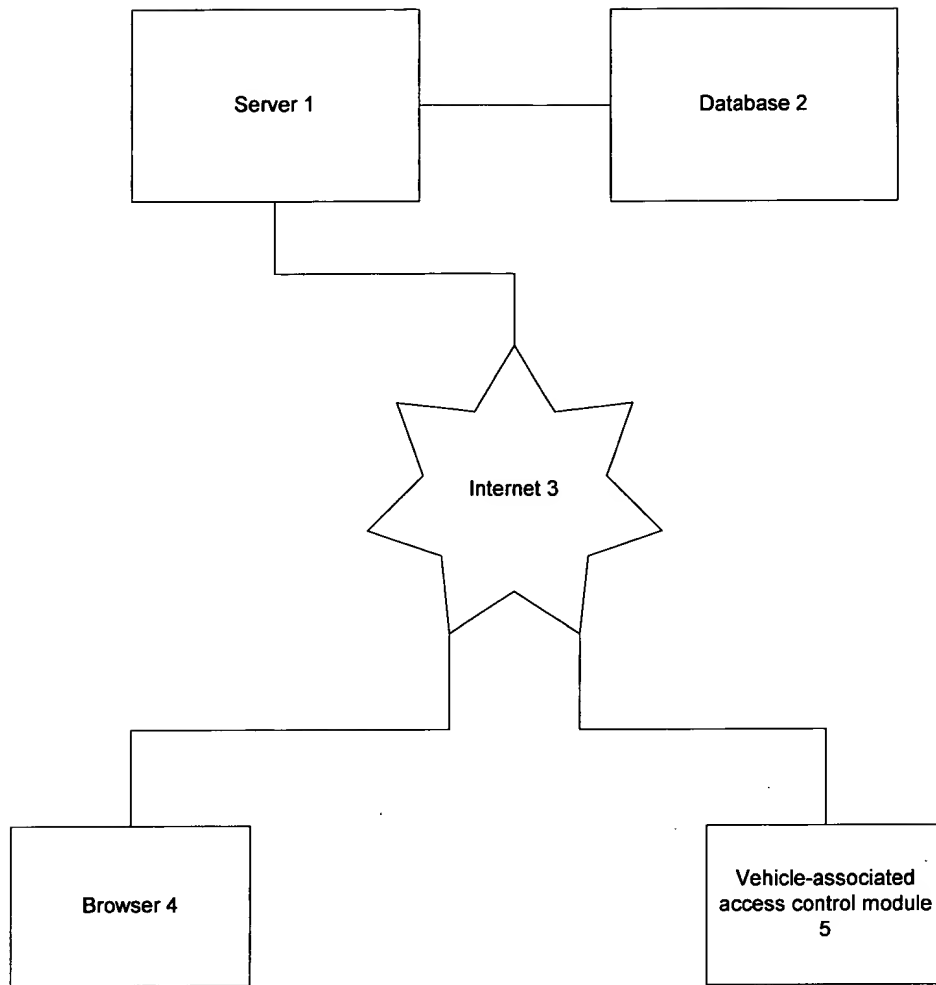 Server 1
Database 2
Internet 3
Browser 4
Vehicle-associated
access control module
5